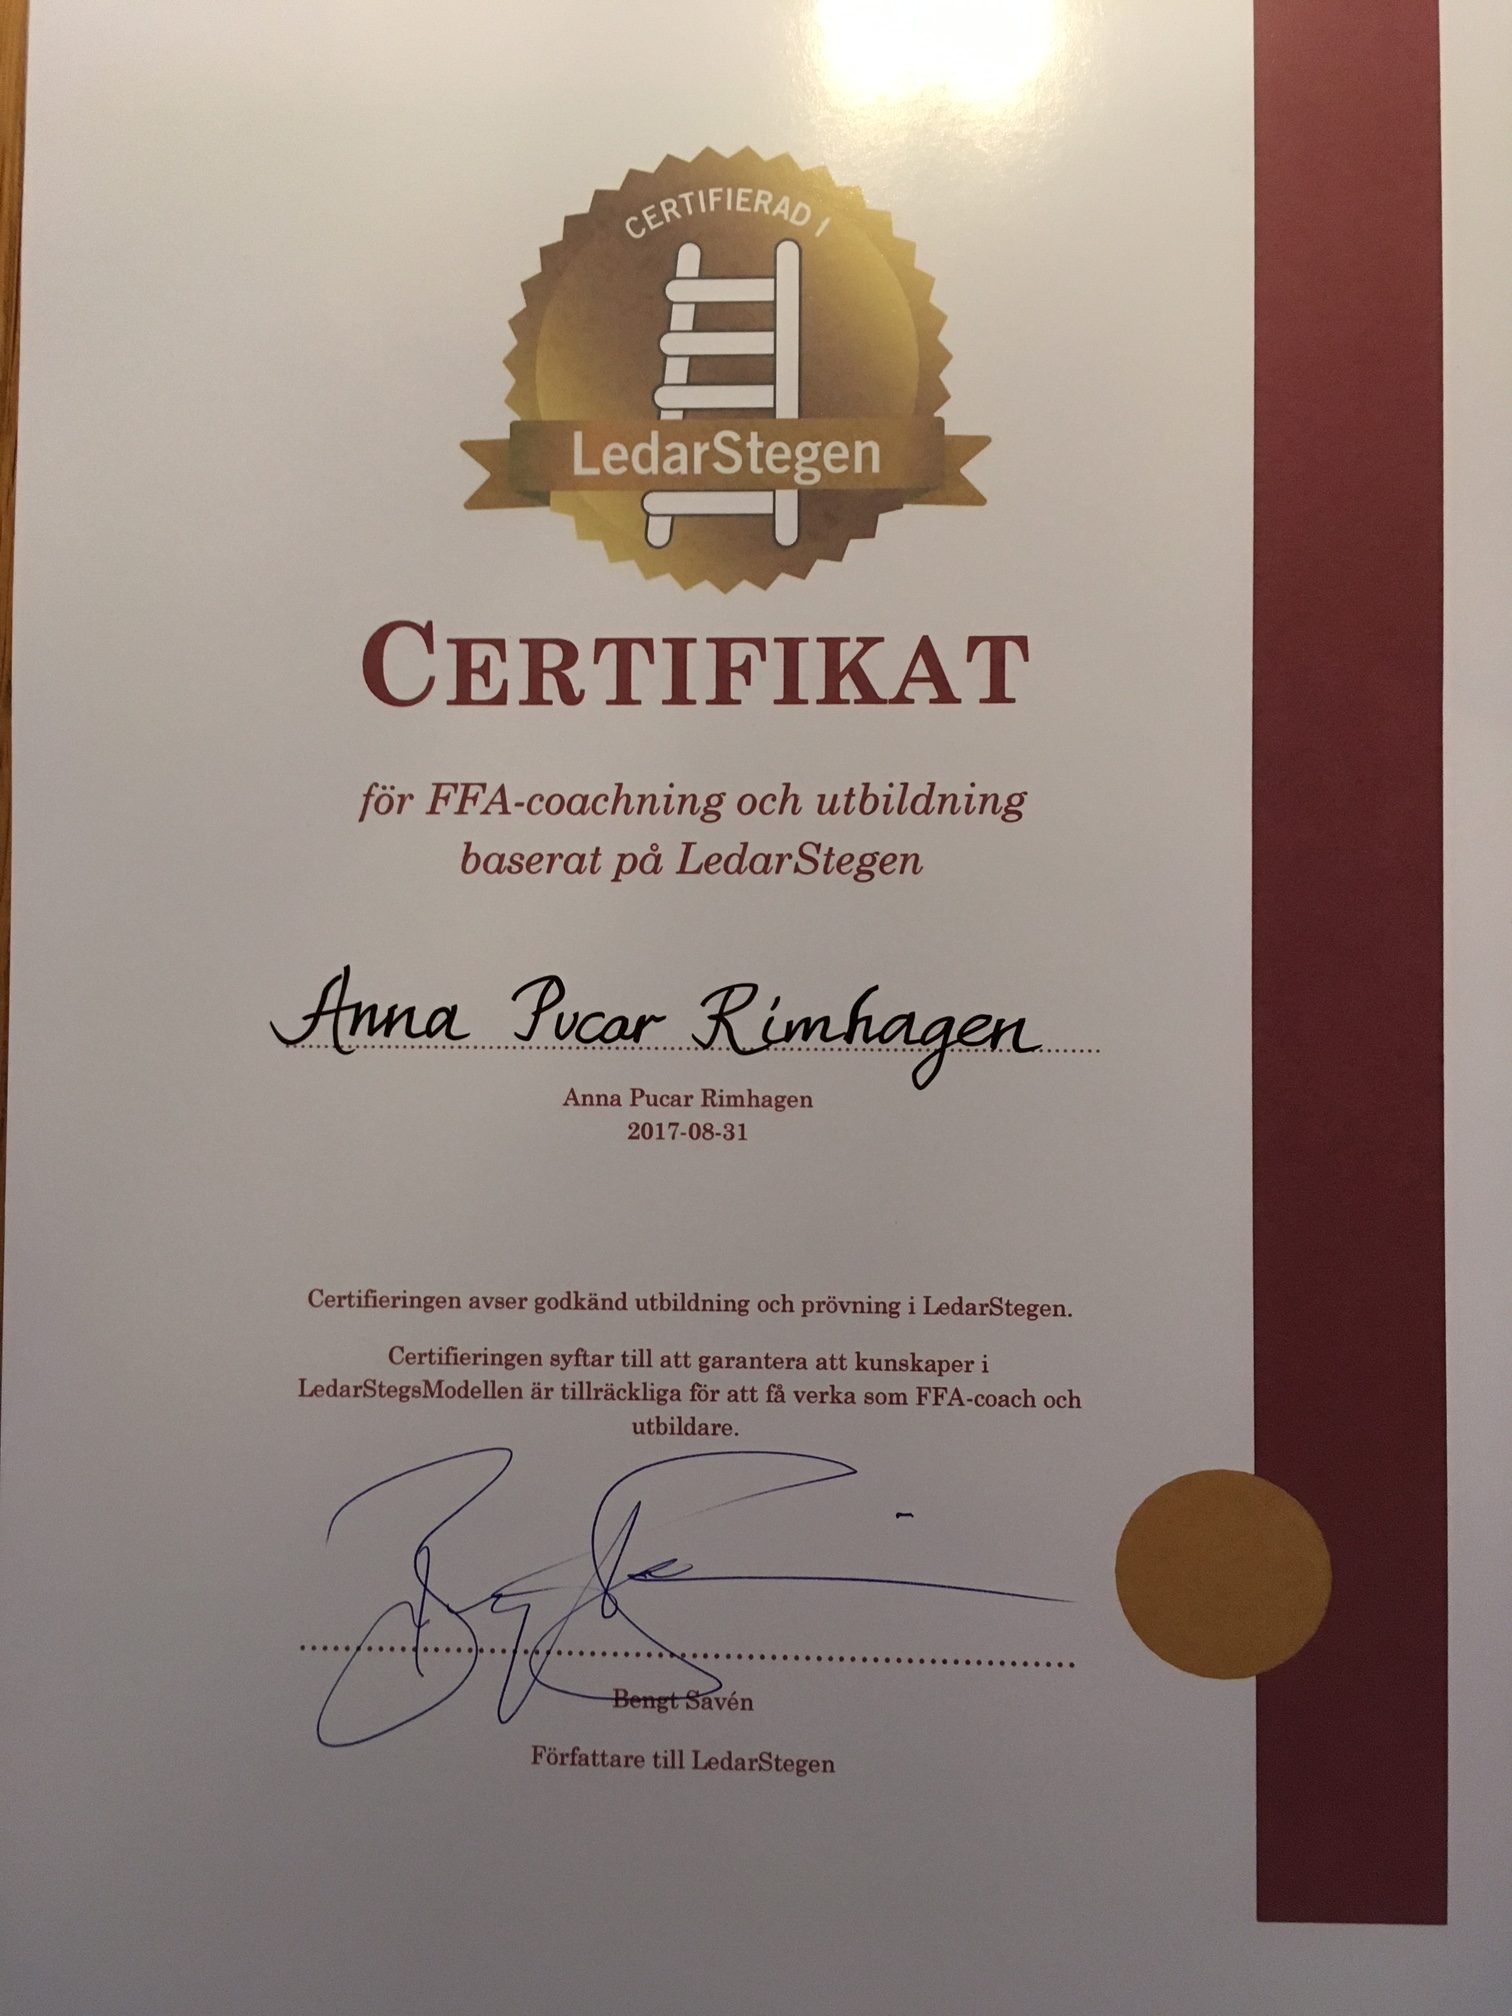 CERTIFIERAD I
LedarStegen
CERTIFIKAT
för FFA-coachning och utbildning
baserat på LedarStegen
Anna Pucar Rimhagen
Anna Pucar Rimhagen
2017-08-31
Certifieringen avser godkänd utbildning och prövning i LedarStegen.
Certifieringen syftar till att garantera att kunskaper i
LedarStegsModellen är tillräckliga för att få verka som FFA-coach och
utbildare.
Bengt Savén
Författare till LedarStegen